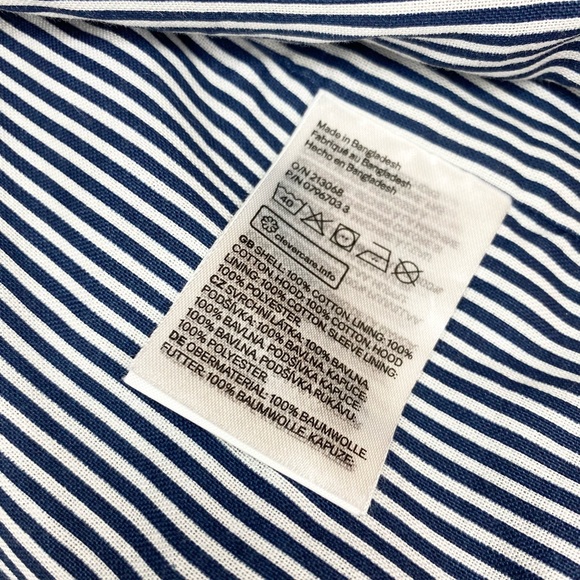 Made in Bangladesh
Fabriqué au Bangladesh
Hecho en Bangladesh
O/N 213068
P/N 0796703 3
40
clevercare.info
GB SHELL: 100% COTTON LINING: 100%
COTTON, HOOD: 100% COTTON, HOOD
LINING: 100% COTTON, SLEEVE LINING:
100% POLYESTER
CZ SVRCHNÍ LÁTKA: 100% BAVLNA
PODŠÍVKA: 100% BAVLNA, KAPUCE:
100% BAVLNA, PODŠÍVKA KAPUCE:
100% BAVLNA, PODŠÍVKA RUKÁVU:
100% POLYESTER
DE OBERMATERIAL: 100% BAUMWOLLE
FUTTER: 100% BAUMWOLLE, KAPUZE: